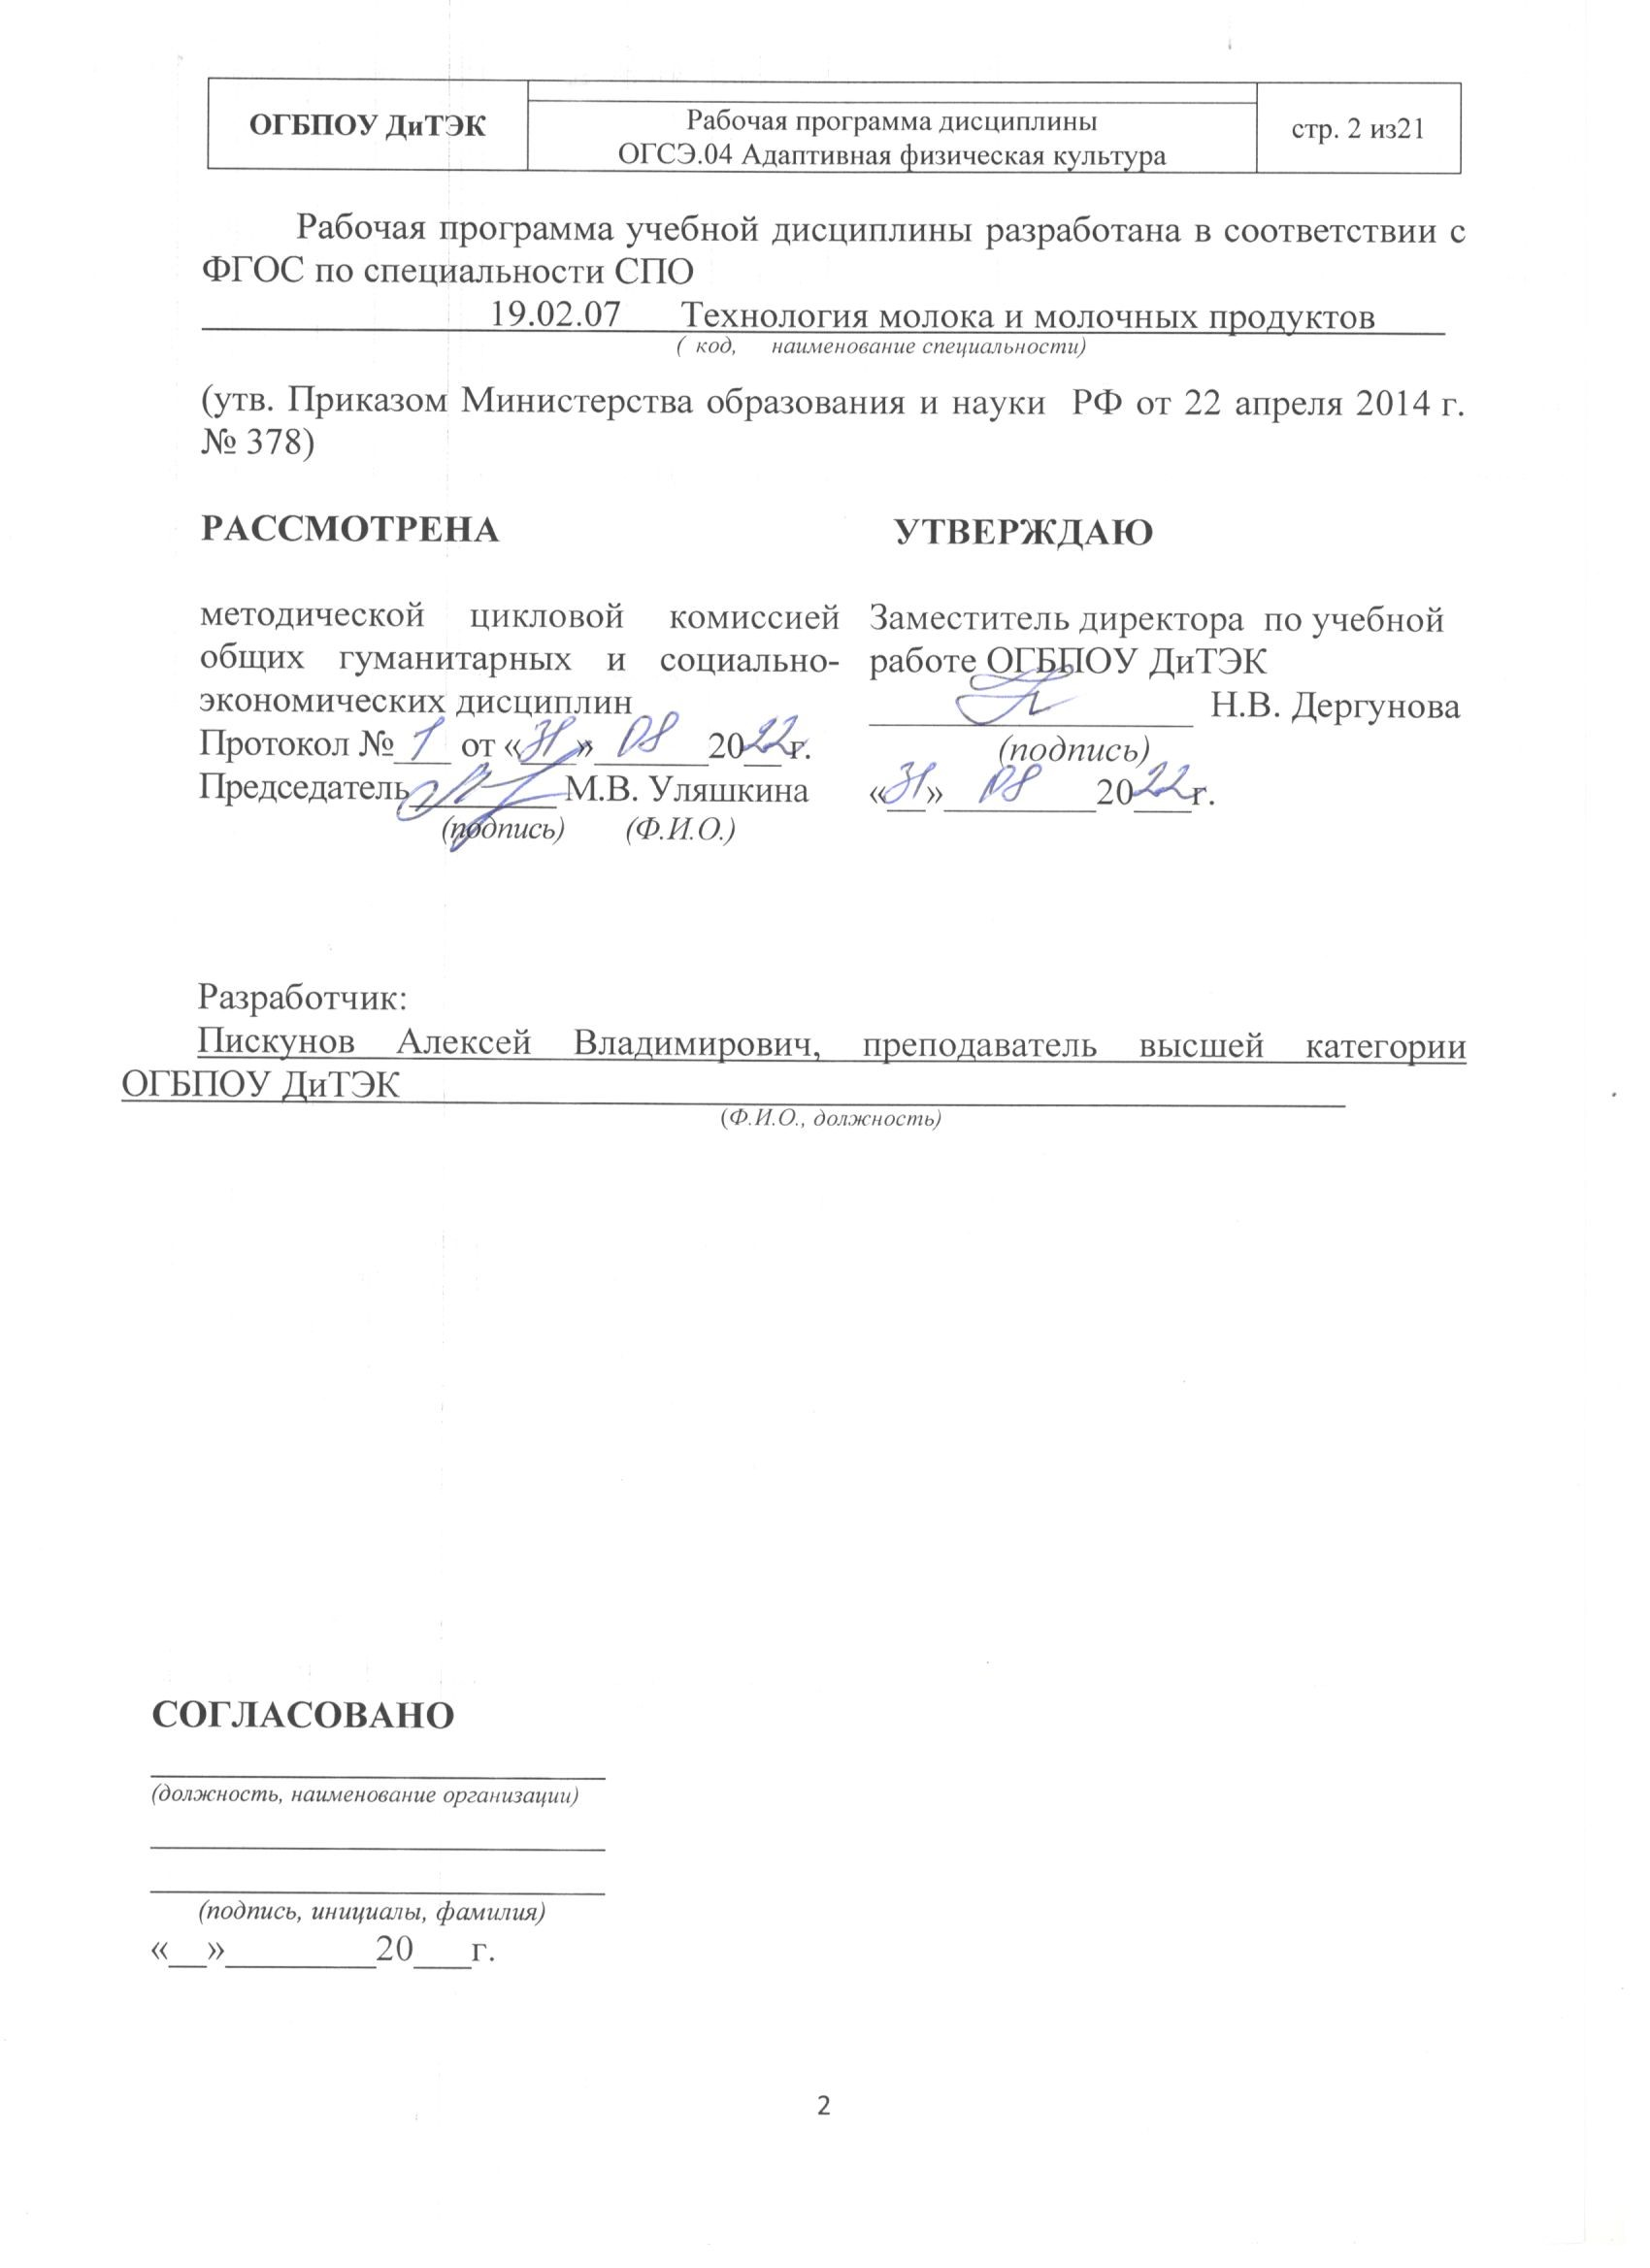 ОГБПОУ ДиТЭК
Рабочая программа дисциплины
ОГСЭ.04 Адаптивная физическая культура
стр. 2 из21
Рабочая программа учебной дисциплины разработана в соответствии с
ФГОС по специальности СПО
19.02.07 Технология молока и молочных продуктов
( код, наименование специальности)
(утв. Приказом Министерства образования и науки РФ от 22 апреля 2014 г.
№ 378)
РАССМОТРЕНА
методической цикловой комиссией
общих гуманитарных и социально-
экономических дисциплин
Протокол № 1 от «31» 08 2022г.
Председатель М.В. Уляшкина
(подпись) (Ф.И.О.)
УТВЕРЖДАЮ
Заместитель директора по учебной
работе ОГБПОУ ДиТЭК
Н.В. Дергунова
(подпись)
«31» 08 2022г.
Разработчик:
Пискунов Алексей Владимирович, преподаватель высшей категории
ОГБПОУ ДиТЭК
(Ф.И.О., должность)
СОГЛАСОВАНО
(должность, наименование организации)
(подпись, инициалы, фамилия)
«__»________20___г.
2